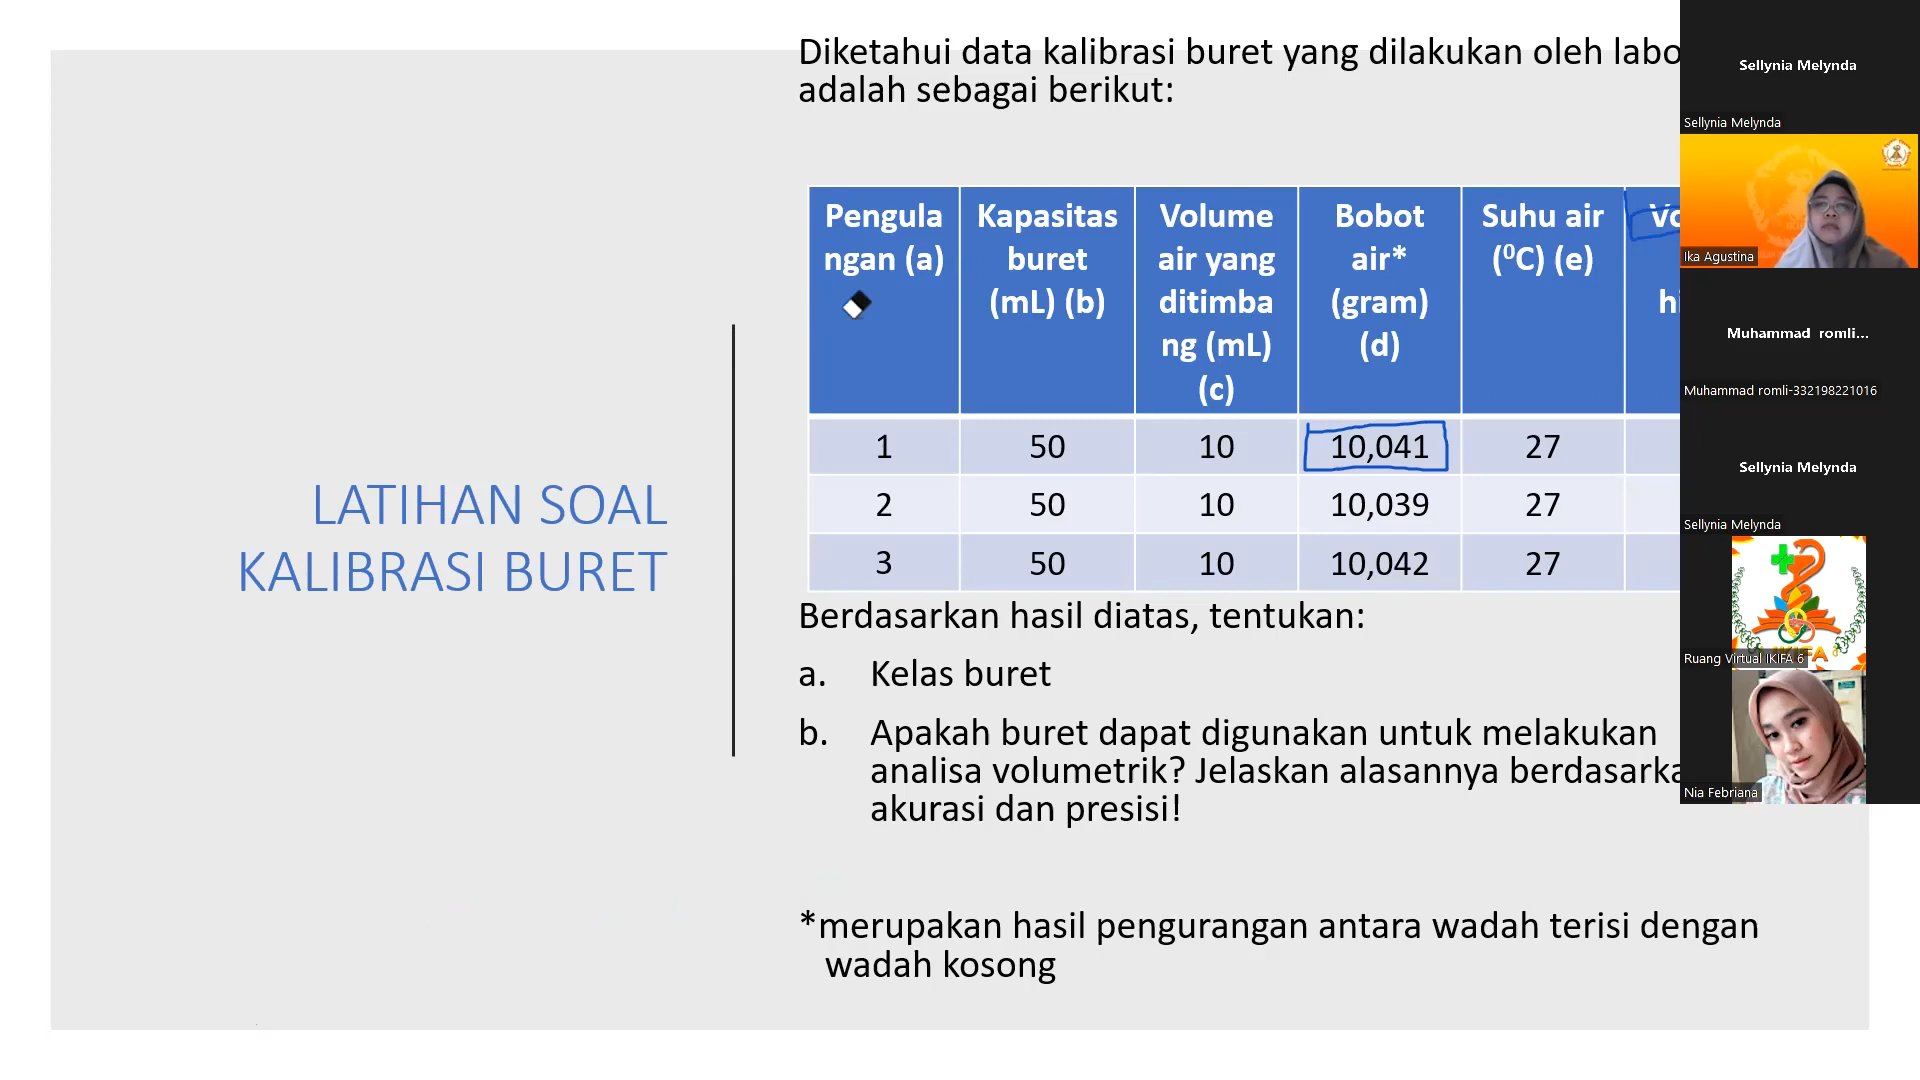 Diketahui data kalibrasi buret yang dilakukan oleh labo
adalah sebagai berikut:
Pengula
ngan (a)
Kapasitas
buret
(mL) (b)
Volume
air yang
ditimba
ng (mL)
(c)
Bobot
air*
(gram)
(d)
Suhu air
(⁰C) (e)
1 50 10 10,041 27
2 50 10 10,039 27
3 50 10 10,042 27
LATIHAN SOAL
KALIBRASI BURET
Berdasarkan hasil diatas, tentukan:
a. Kelas buret
b. Apakah buret dapat digunakan untuk melakukan
analisa volumetrik? Jelaskan alasannya berdasarka
akurasi dan presisi!
*merupakan hasil pengurangan antara wadah terisi dengan
wadah kosong
Sellynia Melynda
Sellynia Melynda
Ika Agustina
Muhammad romli...
Muhammad romli-332198221016
Sellynia Melynda
Sellynia Melynda
IKIFA
Ruang Virtual IKIFA 6
Nia Febriana